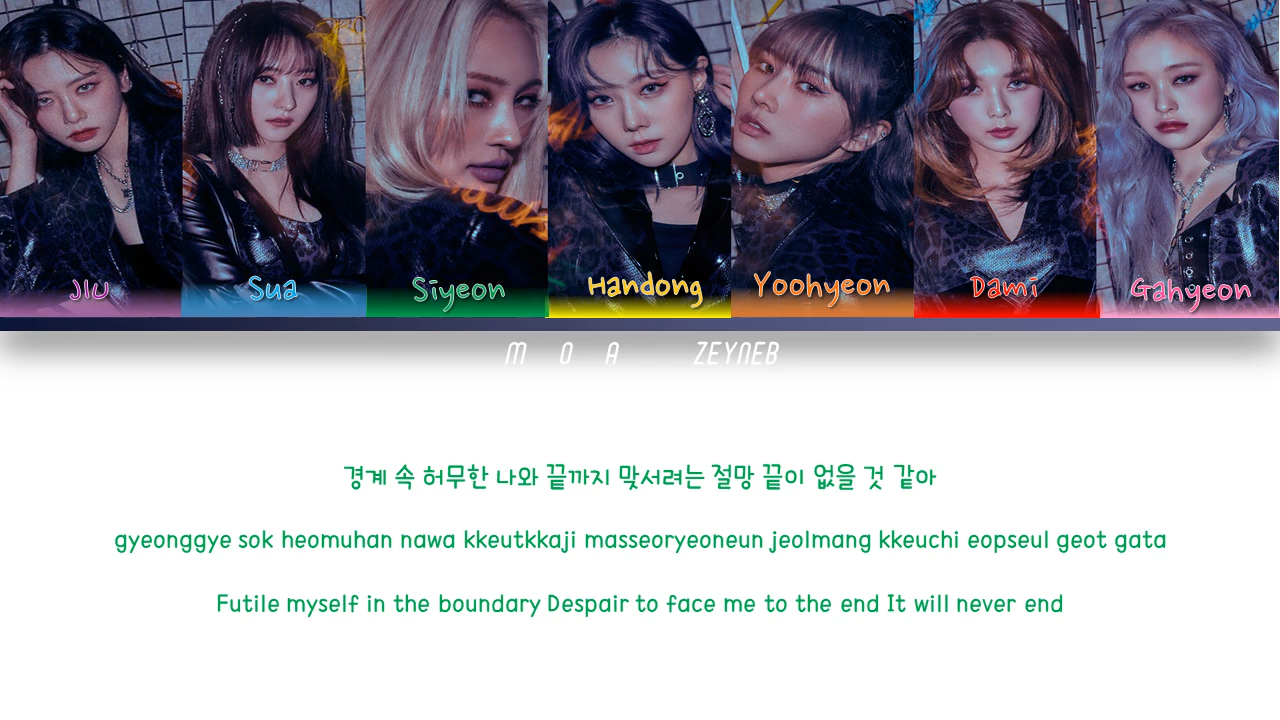 JIU Sua Siyeon Handong Yoohyeon Dami Gahyeon
M O A ZEYNEB
경계 속 허무한 나와 끝까지 맞서려는 절망 끝이 없을 것 같아
gyeonggye sok heomuhan nawa kkeutkkaji masseoryeoneun jeolmang kkeuchi eopseul geot gata
Futile myself in the boundary Despair to face me to the end It will never end